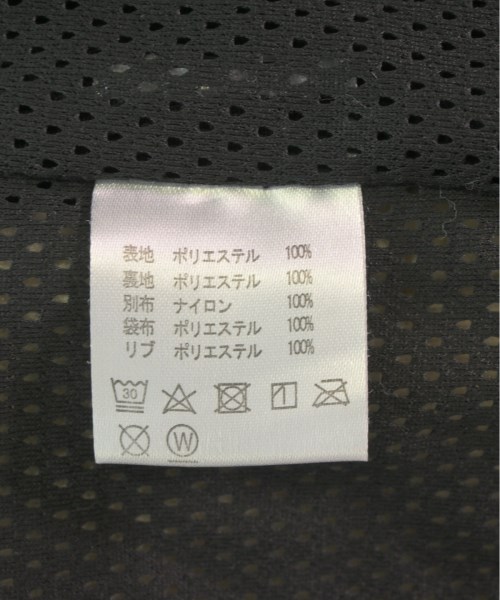 表地 ポリエステル 100%
裏地 ポリエステル 100%
別布 ナイロン 100%
袋布 ポリエステル 100%
リブ ポリエステル 100%
30
W